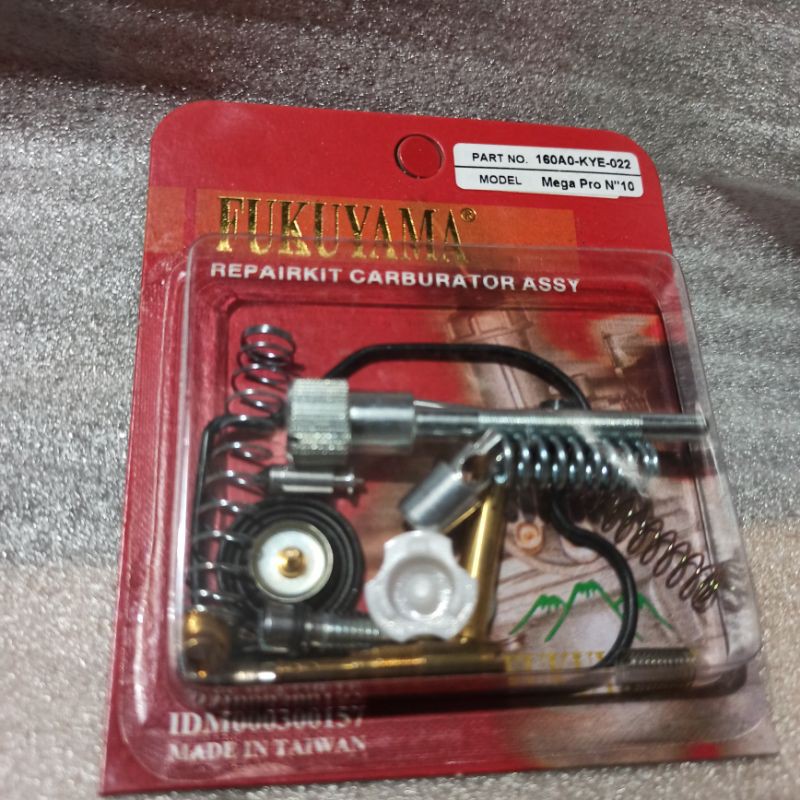 PART NO. 160A0-KYE-022
MODEL Mega Pro N"10
FUKUYAMA®
REPAIRKIT CARBURATOR ASSY
IDM000300157
MADE IN TAIWAN